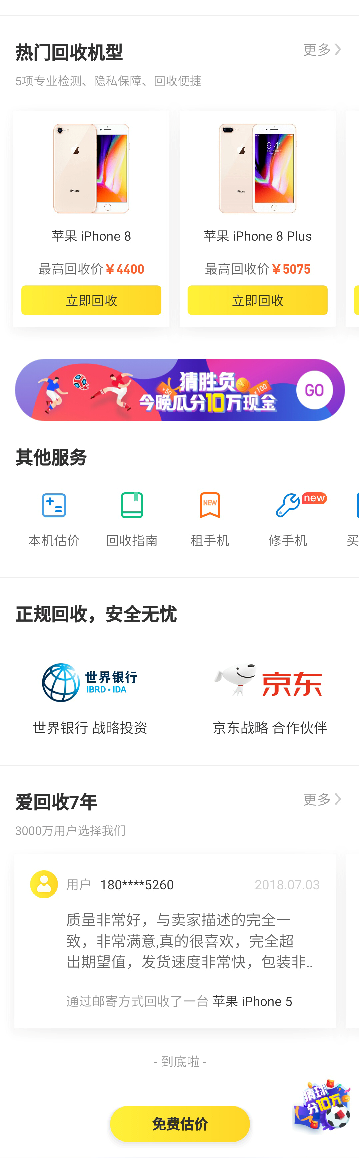 热门回收机型
更多
5项专业检测、隐私保障、回收便捷
苹果 iPhone 8
苹果 iPhone 8 Plus
最高回收价¥4400
最高回收价¥5075
立即回收
立即回收
猜胜负
今晚瓜分10万现金
GO
其他服务
NEW
new
本机估价
回收指南
租手机
修手机
买
正规回收，安全无忧
世界银行
IBRD·IDA
京东
世界银行 战略投资
京东战略 合作伙伴
爱回收7年
更多
3000万用户选择我们
用户 180****5260
2018.07.03
质量非常好，与卖家描述的完全一
致，非常满意,真的很喜欢，完全超
出期望值，发货速度非常快，包装非..
通过邮寄方式回收了一台 苹果 iPhone 5
- 到底啦 -
猜球
分10万
免费估价